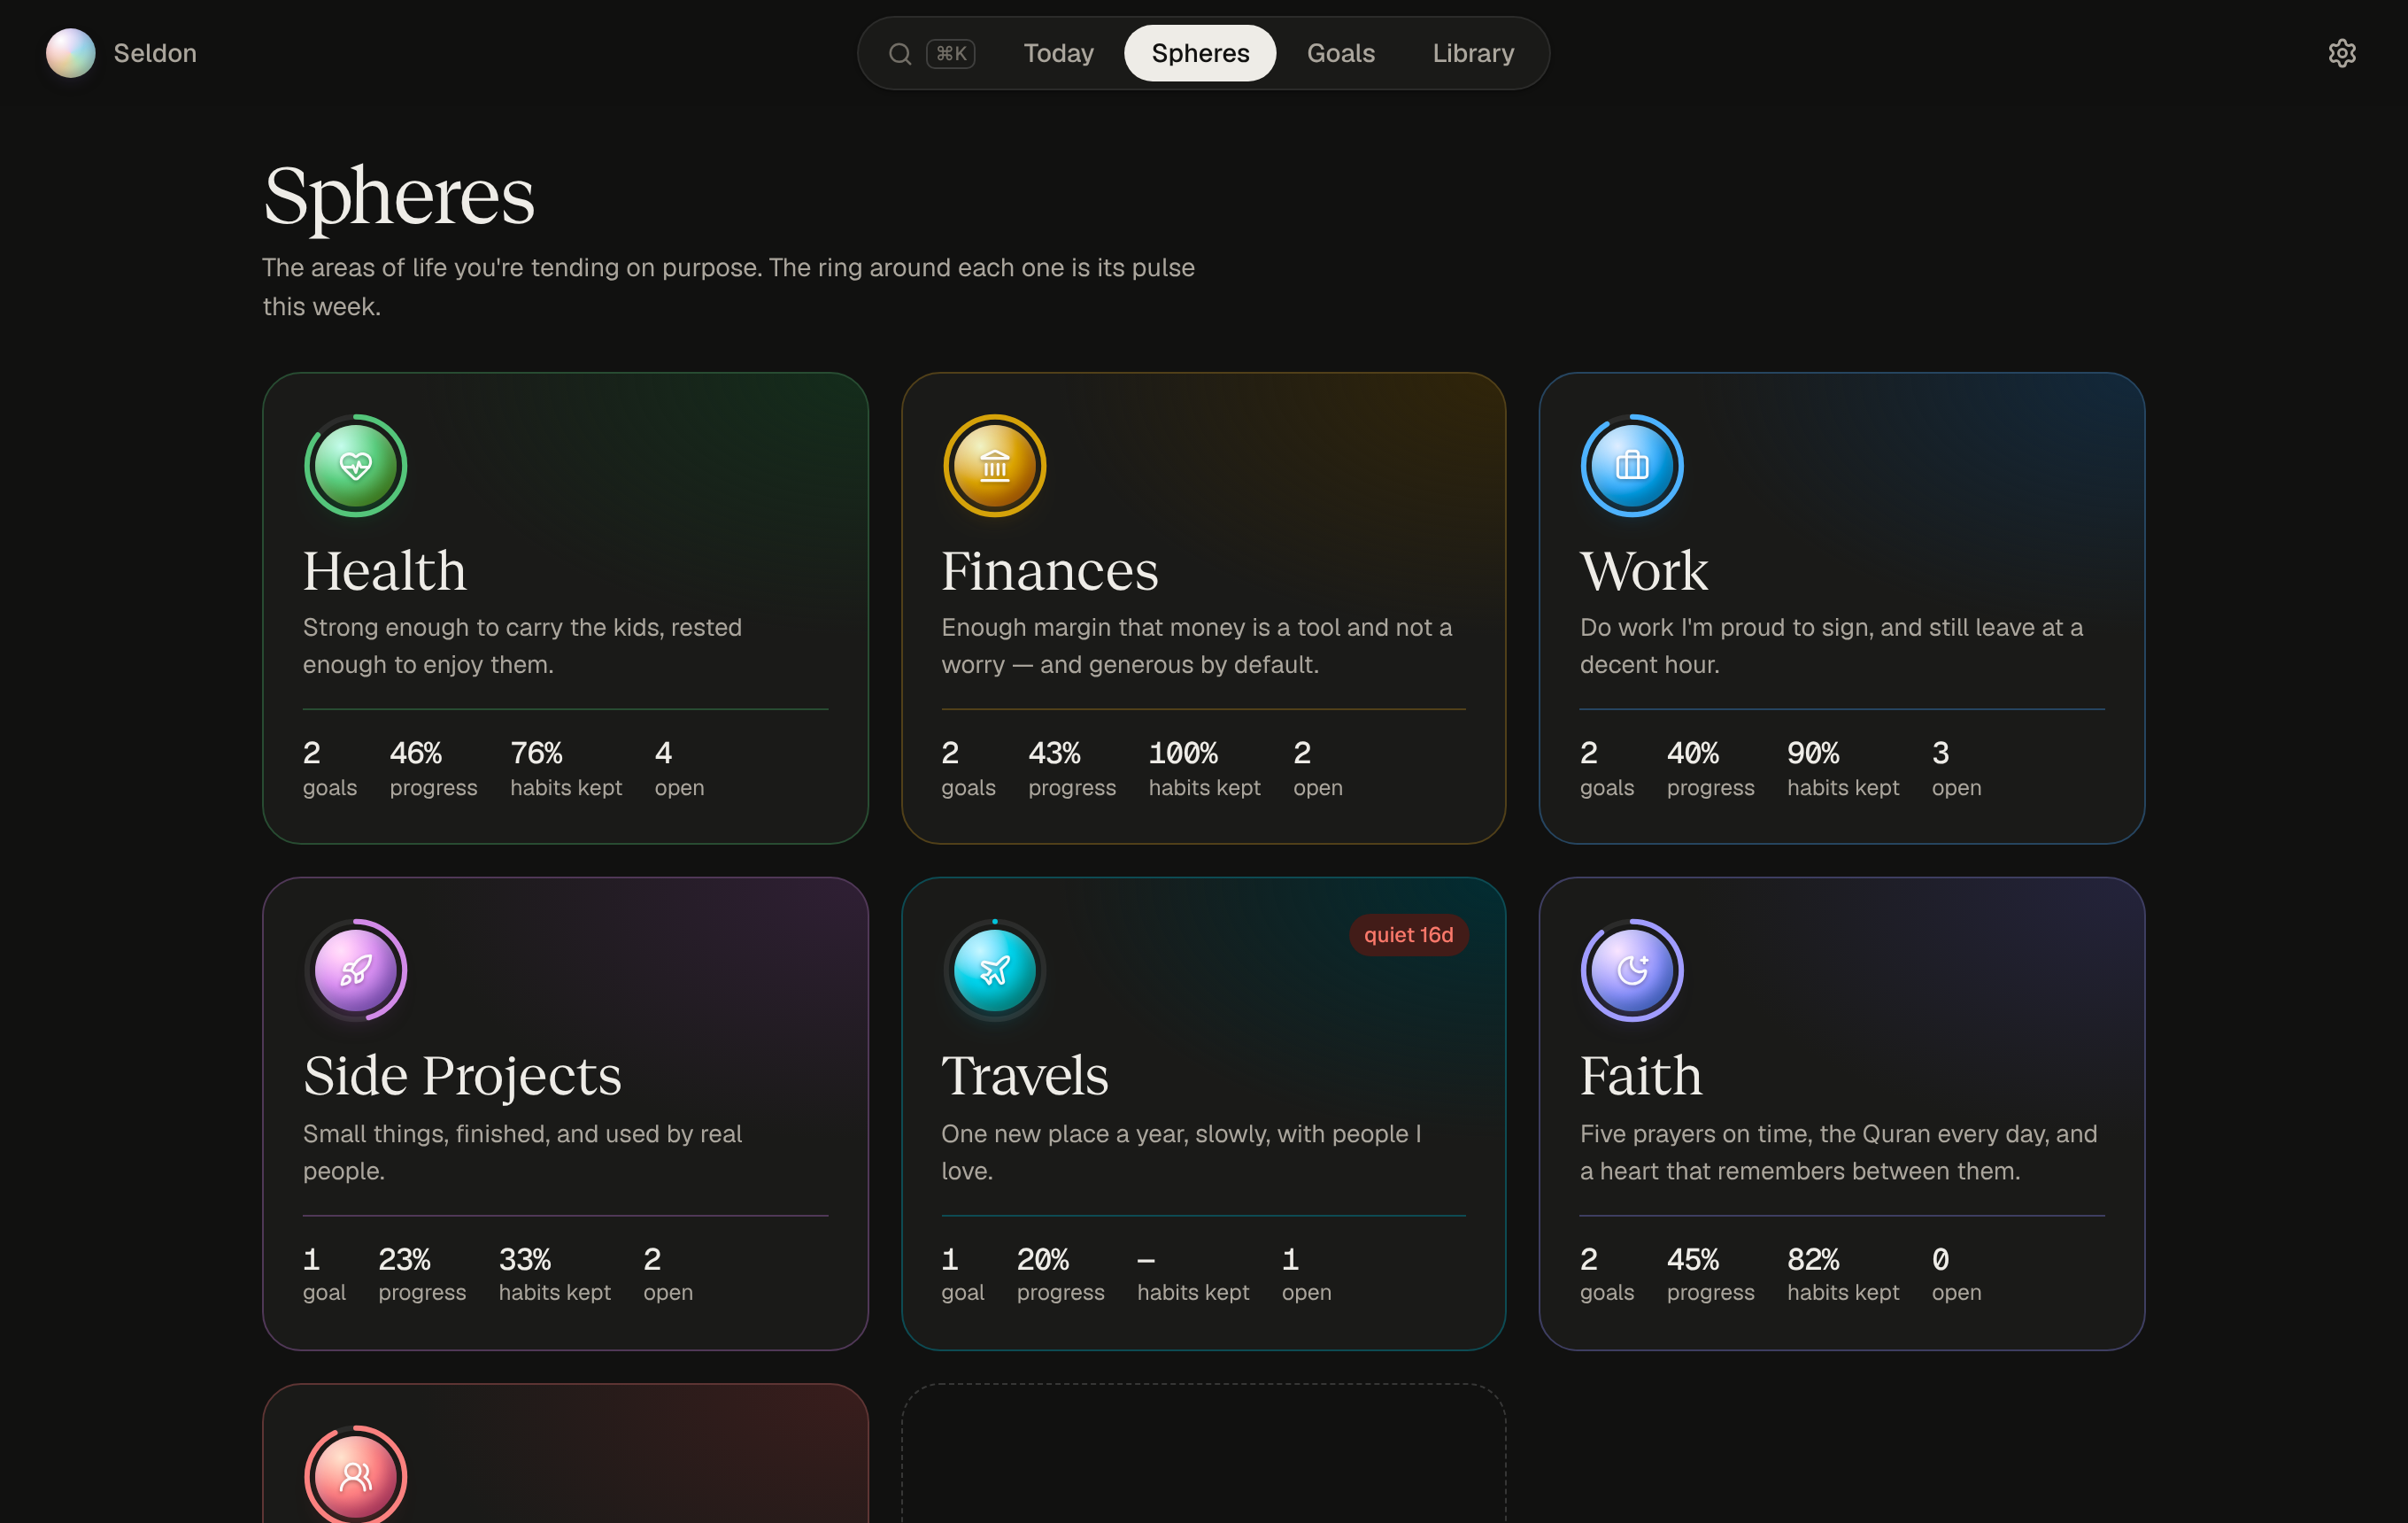 Seldon
⌘K
Today
Spheres
Goals
Library
Spheres
The areas of life you're tending on purpose. The ring around each one is its pulse
this week.
Health
Strong enough to carry the kids, rested
enough to enjoy them.
2 46% 76% 4
goals progress habits kept open
Finances
Enough margin that money is a tool and not a
worry — and generous by default.
2 43% 100% 2
goals progress habits kept open
Work
Do work I'm proud to sign, and still leave at a
decent hour.
2 40% 90% 3
goals progress habits kept open
Side Projects
Small things, finished, and used by real
people.
1 23% 33% 2
goal progress habits kept open
quiet 16d
Travels
One new place a year, slowly, with people I
love.
1 20% — 1
goal progress habits kept open
Faith
Five prayers on time, the Quran every day, and
a heart that remembers between them.
2 45% 82% 0
goals progress habits kept open